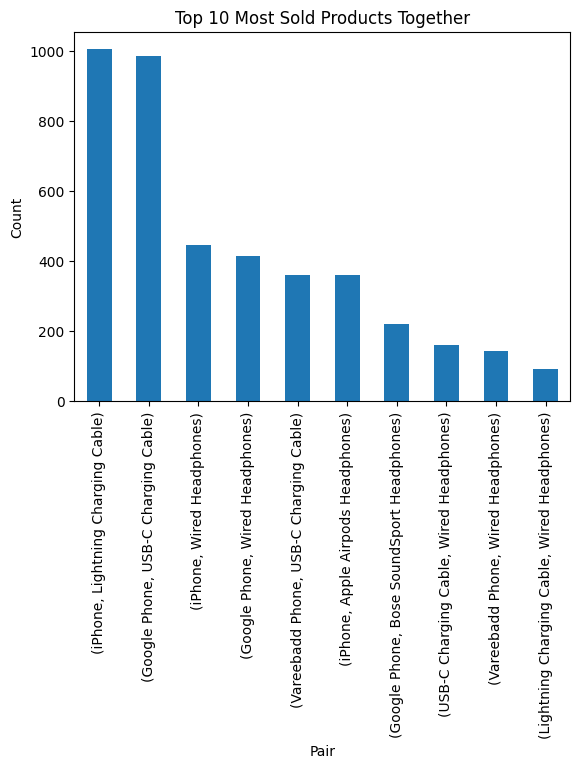 Top 10 Most Sold Products Together
Count
1000
800
600
400
200
0
(iPhone, Lightning Charging Cable)
(Google Phone, USB-C Charging Cable)
(iPhone, Wired Headphones)
(Google Phone, Wired Headphones)
(Vareebadd Phone, USB-C Charging Cable)
(iPhone, Apple Airpods Headphones)
(Google Phone, Bose SoundSport Headphones)
(USB-C Charging Cable, Wired Headphones)
(Vareebadd Phone, Wired Headphones)
(Lightning Charging Cable, Wired Headphones)
Pair